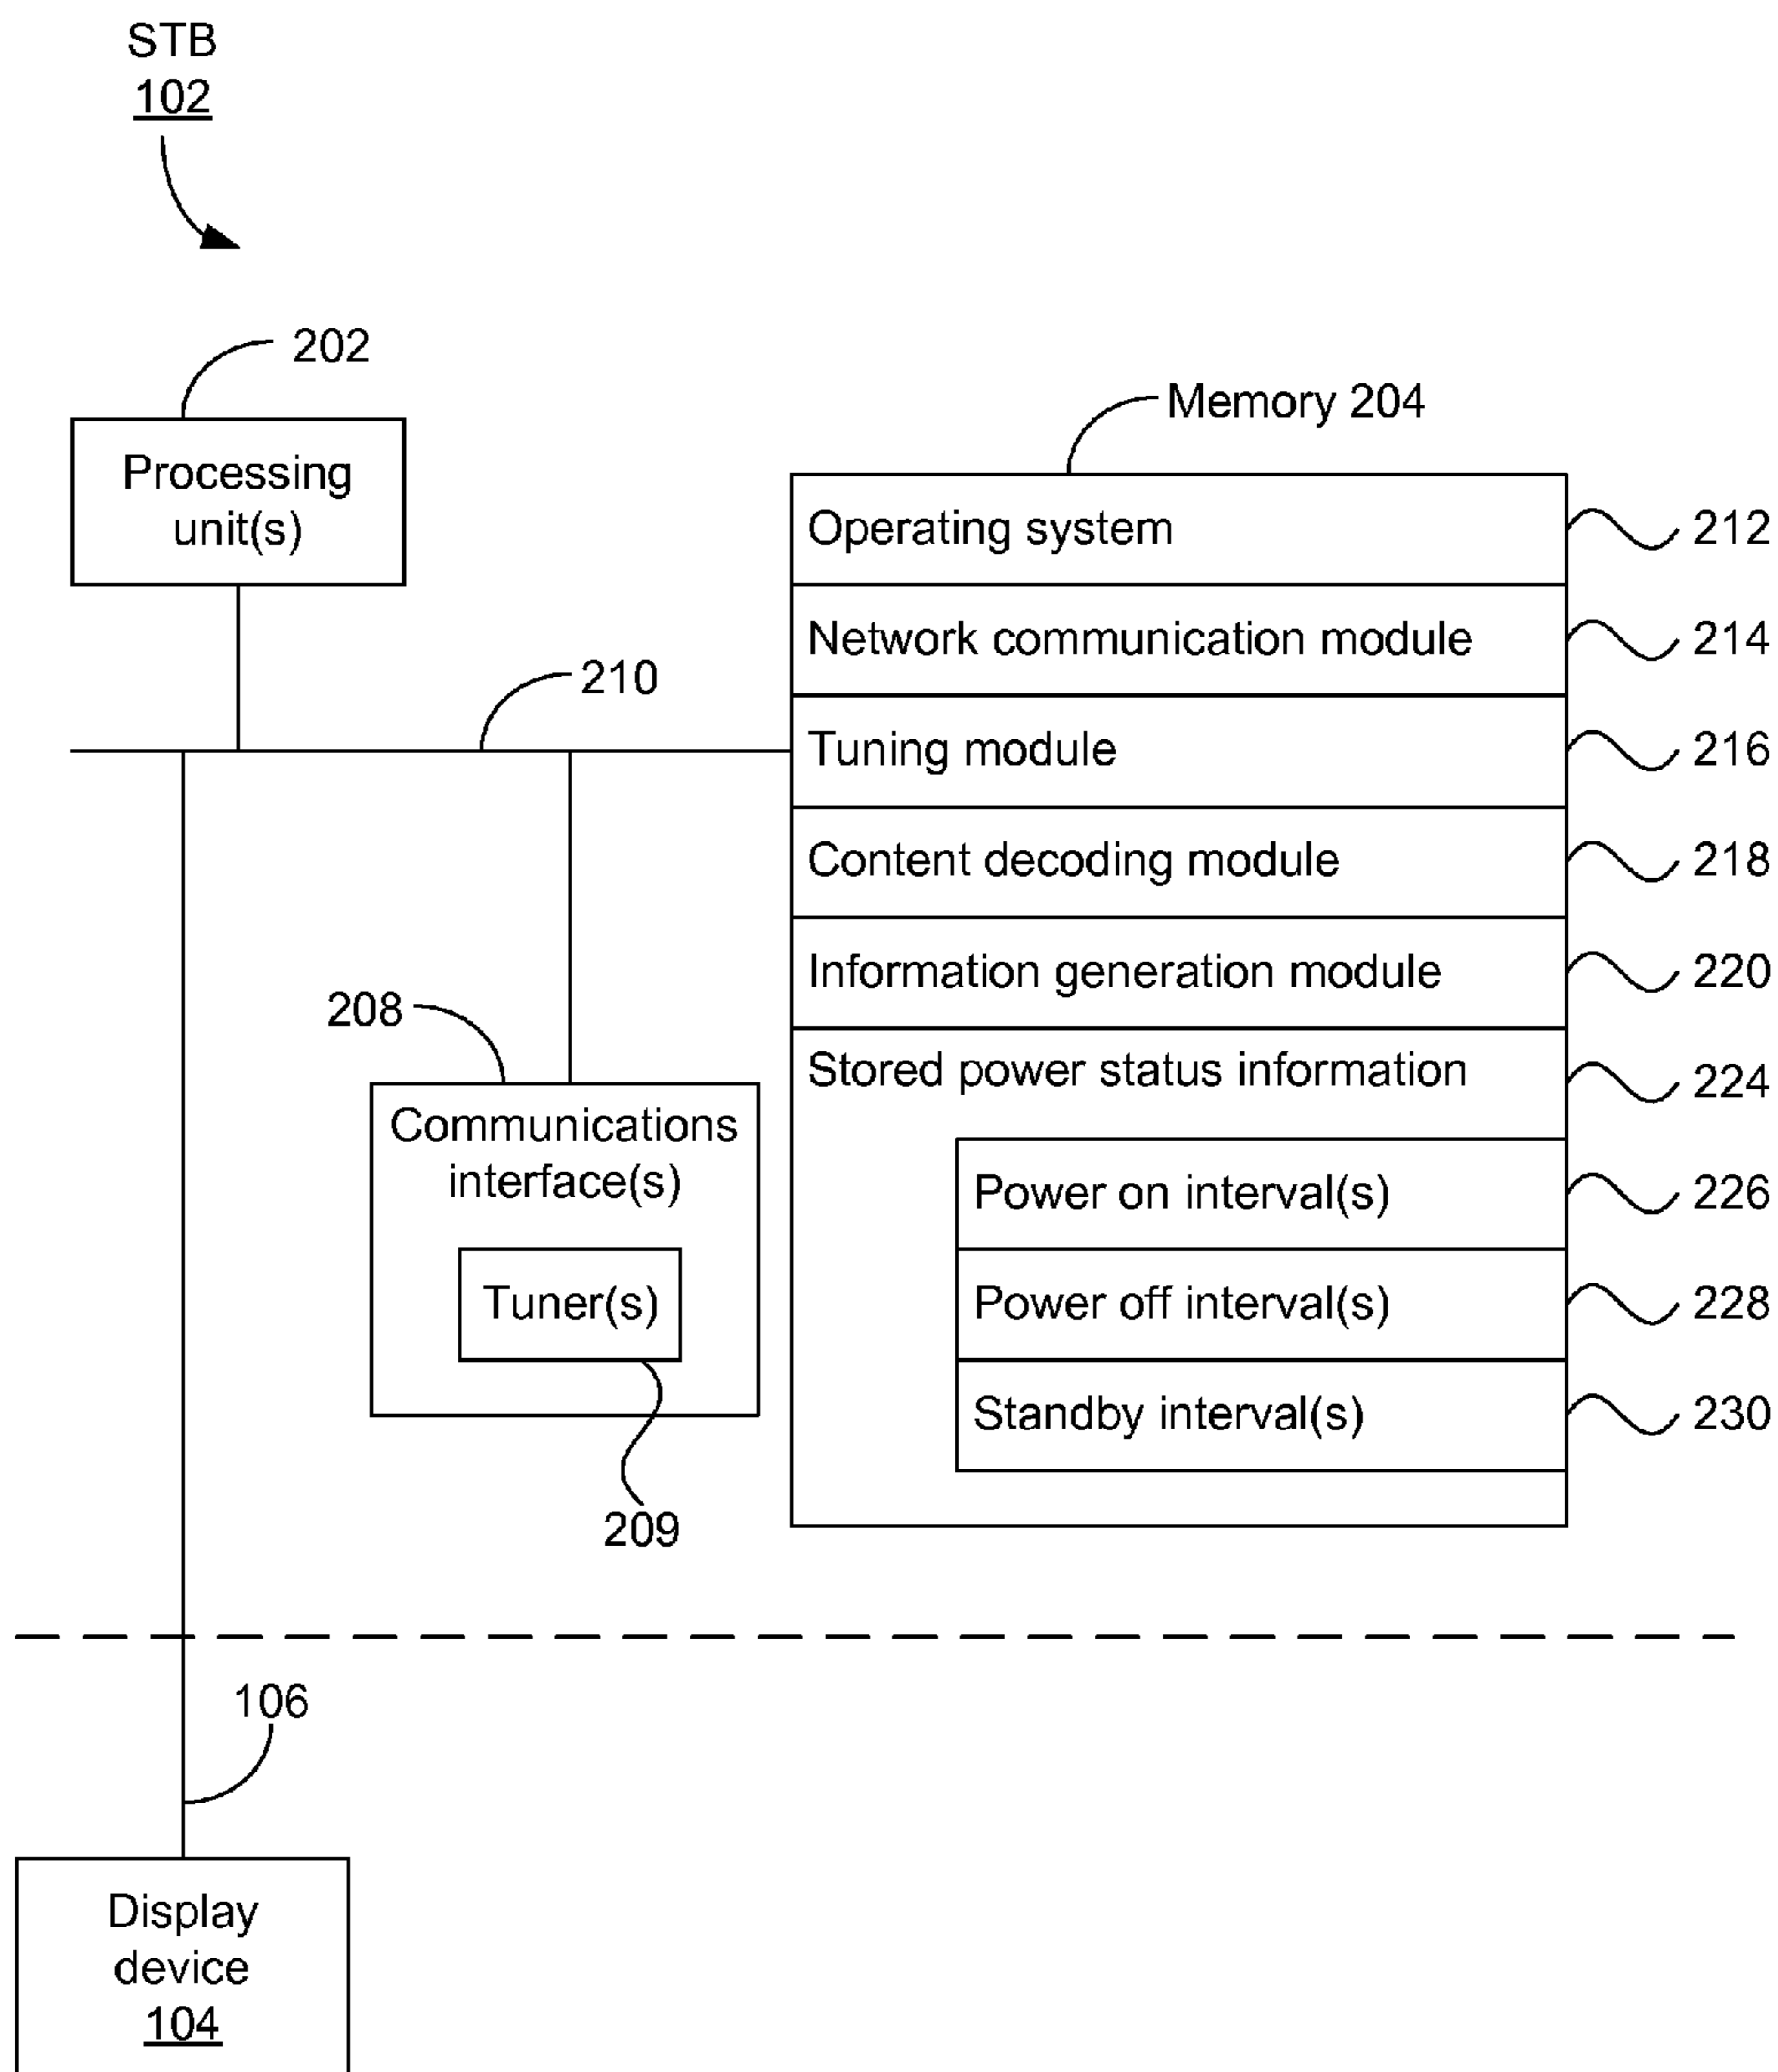 STB
102
202
Processing
unit(s)
210
Memory 204
Operating system
212
Network communication module
214
Tuning module
216
Content decoding module
218
Information generation module
220
Stored power status information
224
Power on interval(s)
226
Power off interval(s)
228
Standby interval(s)
230
208
Communications
interface(s)
Tuner(s)
209
106
Display
device
104